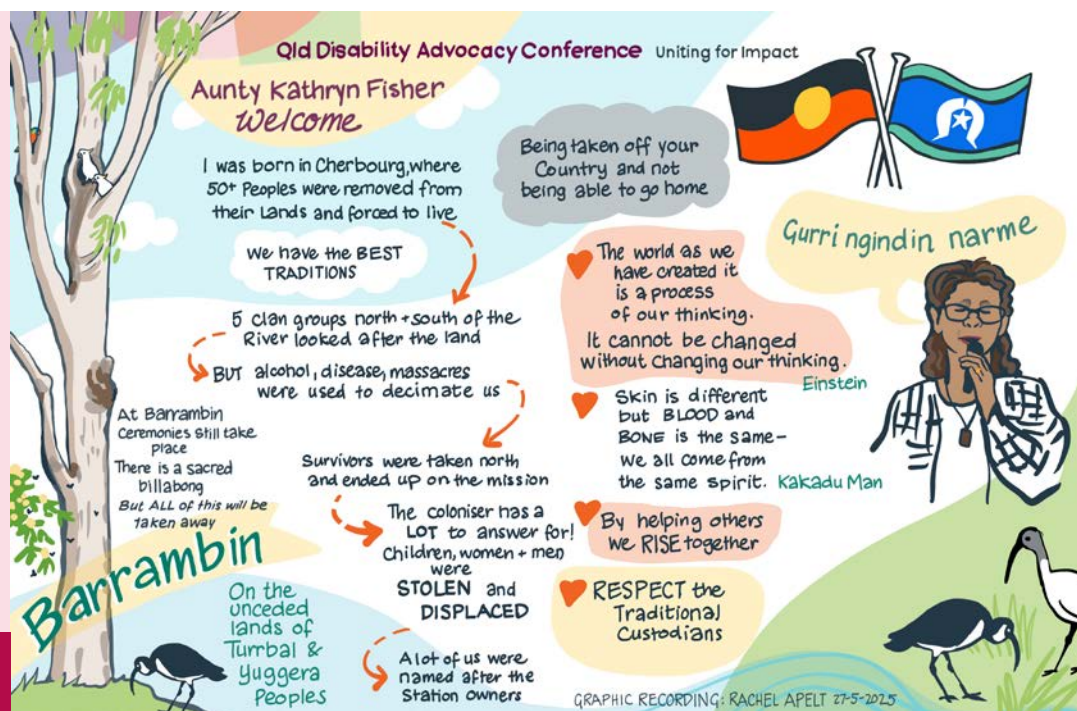 Qld Disability Advocacy Conference Uniting for Impact
Aunty Kathryn Fisher
Welcome
I was born in Cherbourg, where
50+ Peoples were removed from
their Lands and forced to live
We have the BEST
TRADITIONS
5 clan groups north + south of the
River looked after the land
BUT alcohol, disease, massacres
were used to decimate us
Survivors were taken north
and ended up on the mission
The coloniser has a
LOT to answer for!
Children, women + men
were
STOLEN and
DISPLACED
A lot of us were
named after the
Station owners
At Barrambin
Ceremonies still take
place
There is a sacred
billabong
But ALL of this will be
taken away
Barrambin
On the
unceded
lands of
Turrbal &
Yuggera
Peoples
Being taken off your
Country and not
being able to go home
The world as we
have created it
is a process
of our thinking.
It cannot be changed
without changing our thinking.
Einstein
Skin is different
but BLOOD and
BONE is the same-
we all come from
the same spirit. Kakadu Man
By helping others
we RISE together
RESPECT the
Traditional
Custodians
Gurri ngindin narme
GRAPHIC RECORDING: RACHEL APELT 27-5-2025